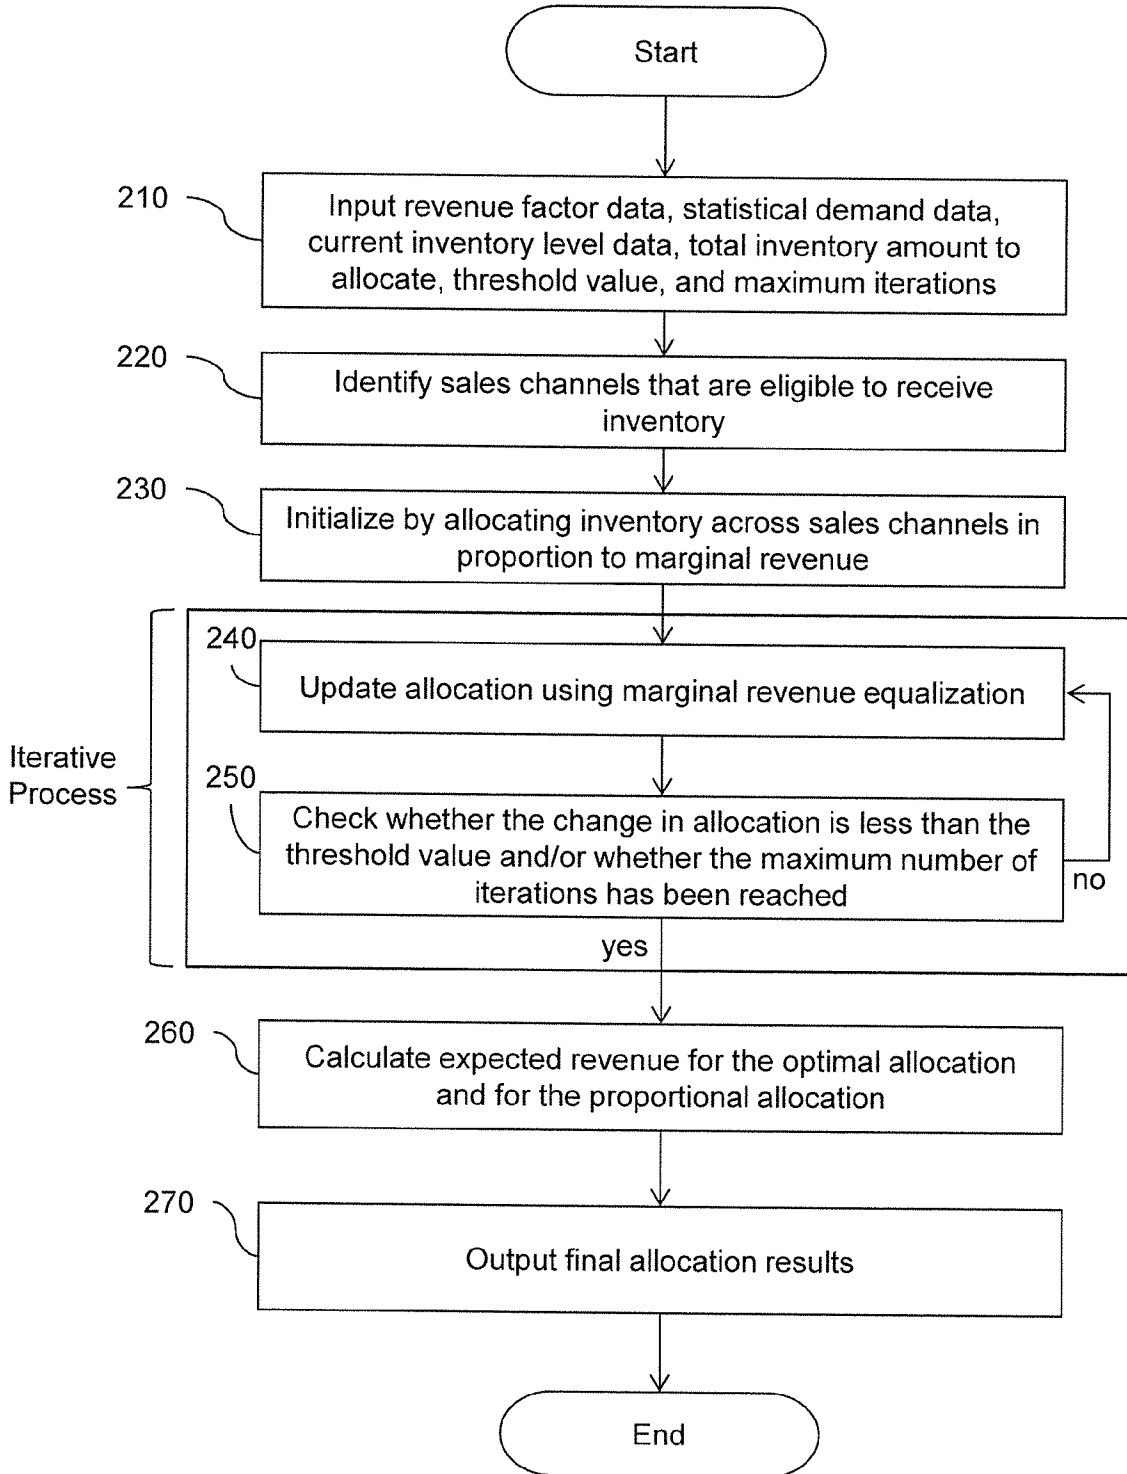 Start
210
Input revenue factor data, statistical demand data,
current inventory level data, total inventory amount to
allocate, threshold value, and maximum iterations
220
Identify sales channels that are eligible to receive
inventory
230
Initialize by allocating inventory across sales channels in
proportion to marginal revenue
240
Update allocation using marginal revenue equalization
Iterative
Process
250
Check whether the change in allocation is less than the
threshold value and/or whether the maximum number of
iterations has been reached
no
yes
260
Calculate expected revenue for the optimal allocation
and for the proportional allocation
270
Output final allocation results
End